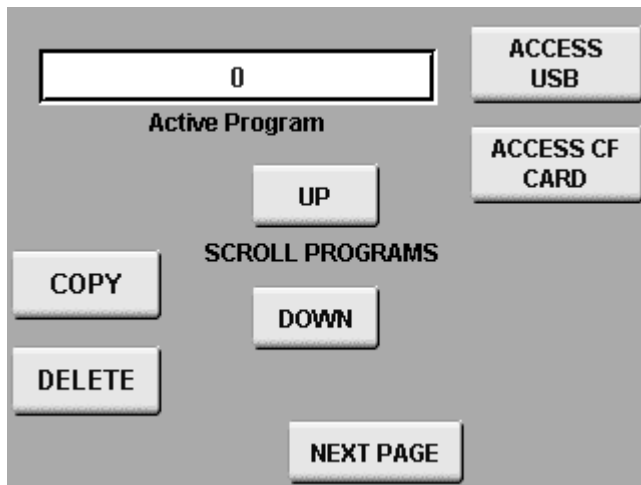 0
Active Program
ACCESS
USB
ACCESS CF
CARD
UP
SCROLL PROGRAMS
DOWN
COPY
DELETE
NEXT PAGE